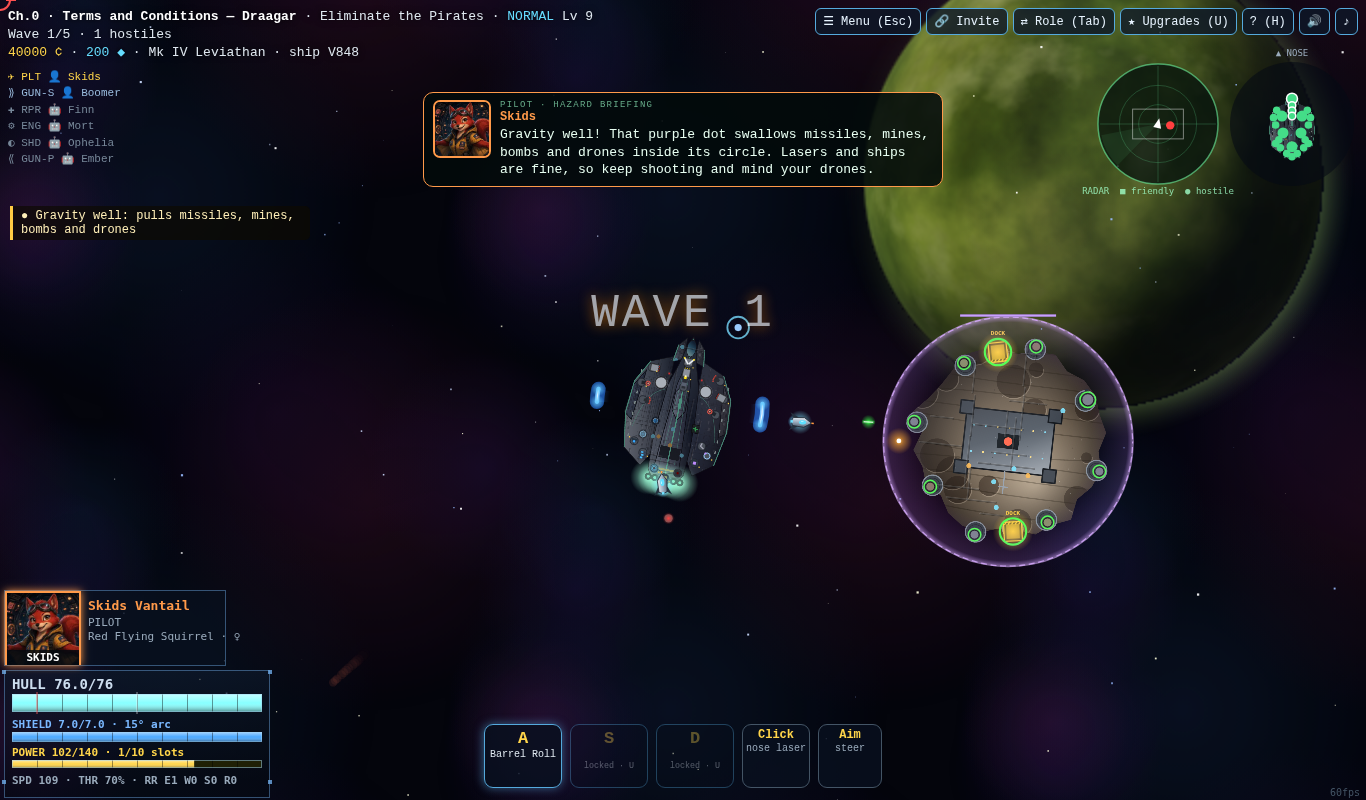 Ch.0 · Terms and Conditions — Draagar · Eliminate the Pirates · NORMAL Lv 9
Wave 1/5 · 1 hostiles
40000 ₵ · 200 ◆ · Mk IV Leviathan · ship V848
☰ Menu (Esc)
🔗 Invite
⇄ Role (Tab)
★ Upgrades (U)
? (H)
🔊
♪
✈ PLT 👤 Skids
⟫ GUN-S 👤 Boomer
✚ RPR 🤖 Finn
⚙ ENG 🤖 Mort
◐ SHD 🤖 Ophelia
⟪ GUN-P 🤖 Ember
● Gravity well: pulls missiles, mines,
bombs and drones
PILOT · HAZARD BRIEFING
Skids
Gravity well! That purple dot swallows missiles, mines,
bombs and drones inside its circle. Lasers and ships
are fine, so keep shooting and mind your drones.
▲ NOSE
RADAR ■ friendly ● hostile
WAVE 1
DOCK
DOCK
Skids Vantail
PILOT
Red Flying Squirrel · ♀
SKIDS
HULL 76.0/76
SHIELD 7.0/7.0 · 15° arc
POWER 102/140 · 1/10 slots
SPD 109 · THR 70% · RR E1 W0 S0 R0
A
Barrel Roll
S
locked · U
D
locked · U
Click
nose laser
Aim
steer
60fps